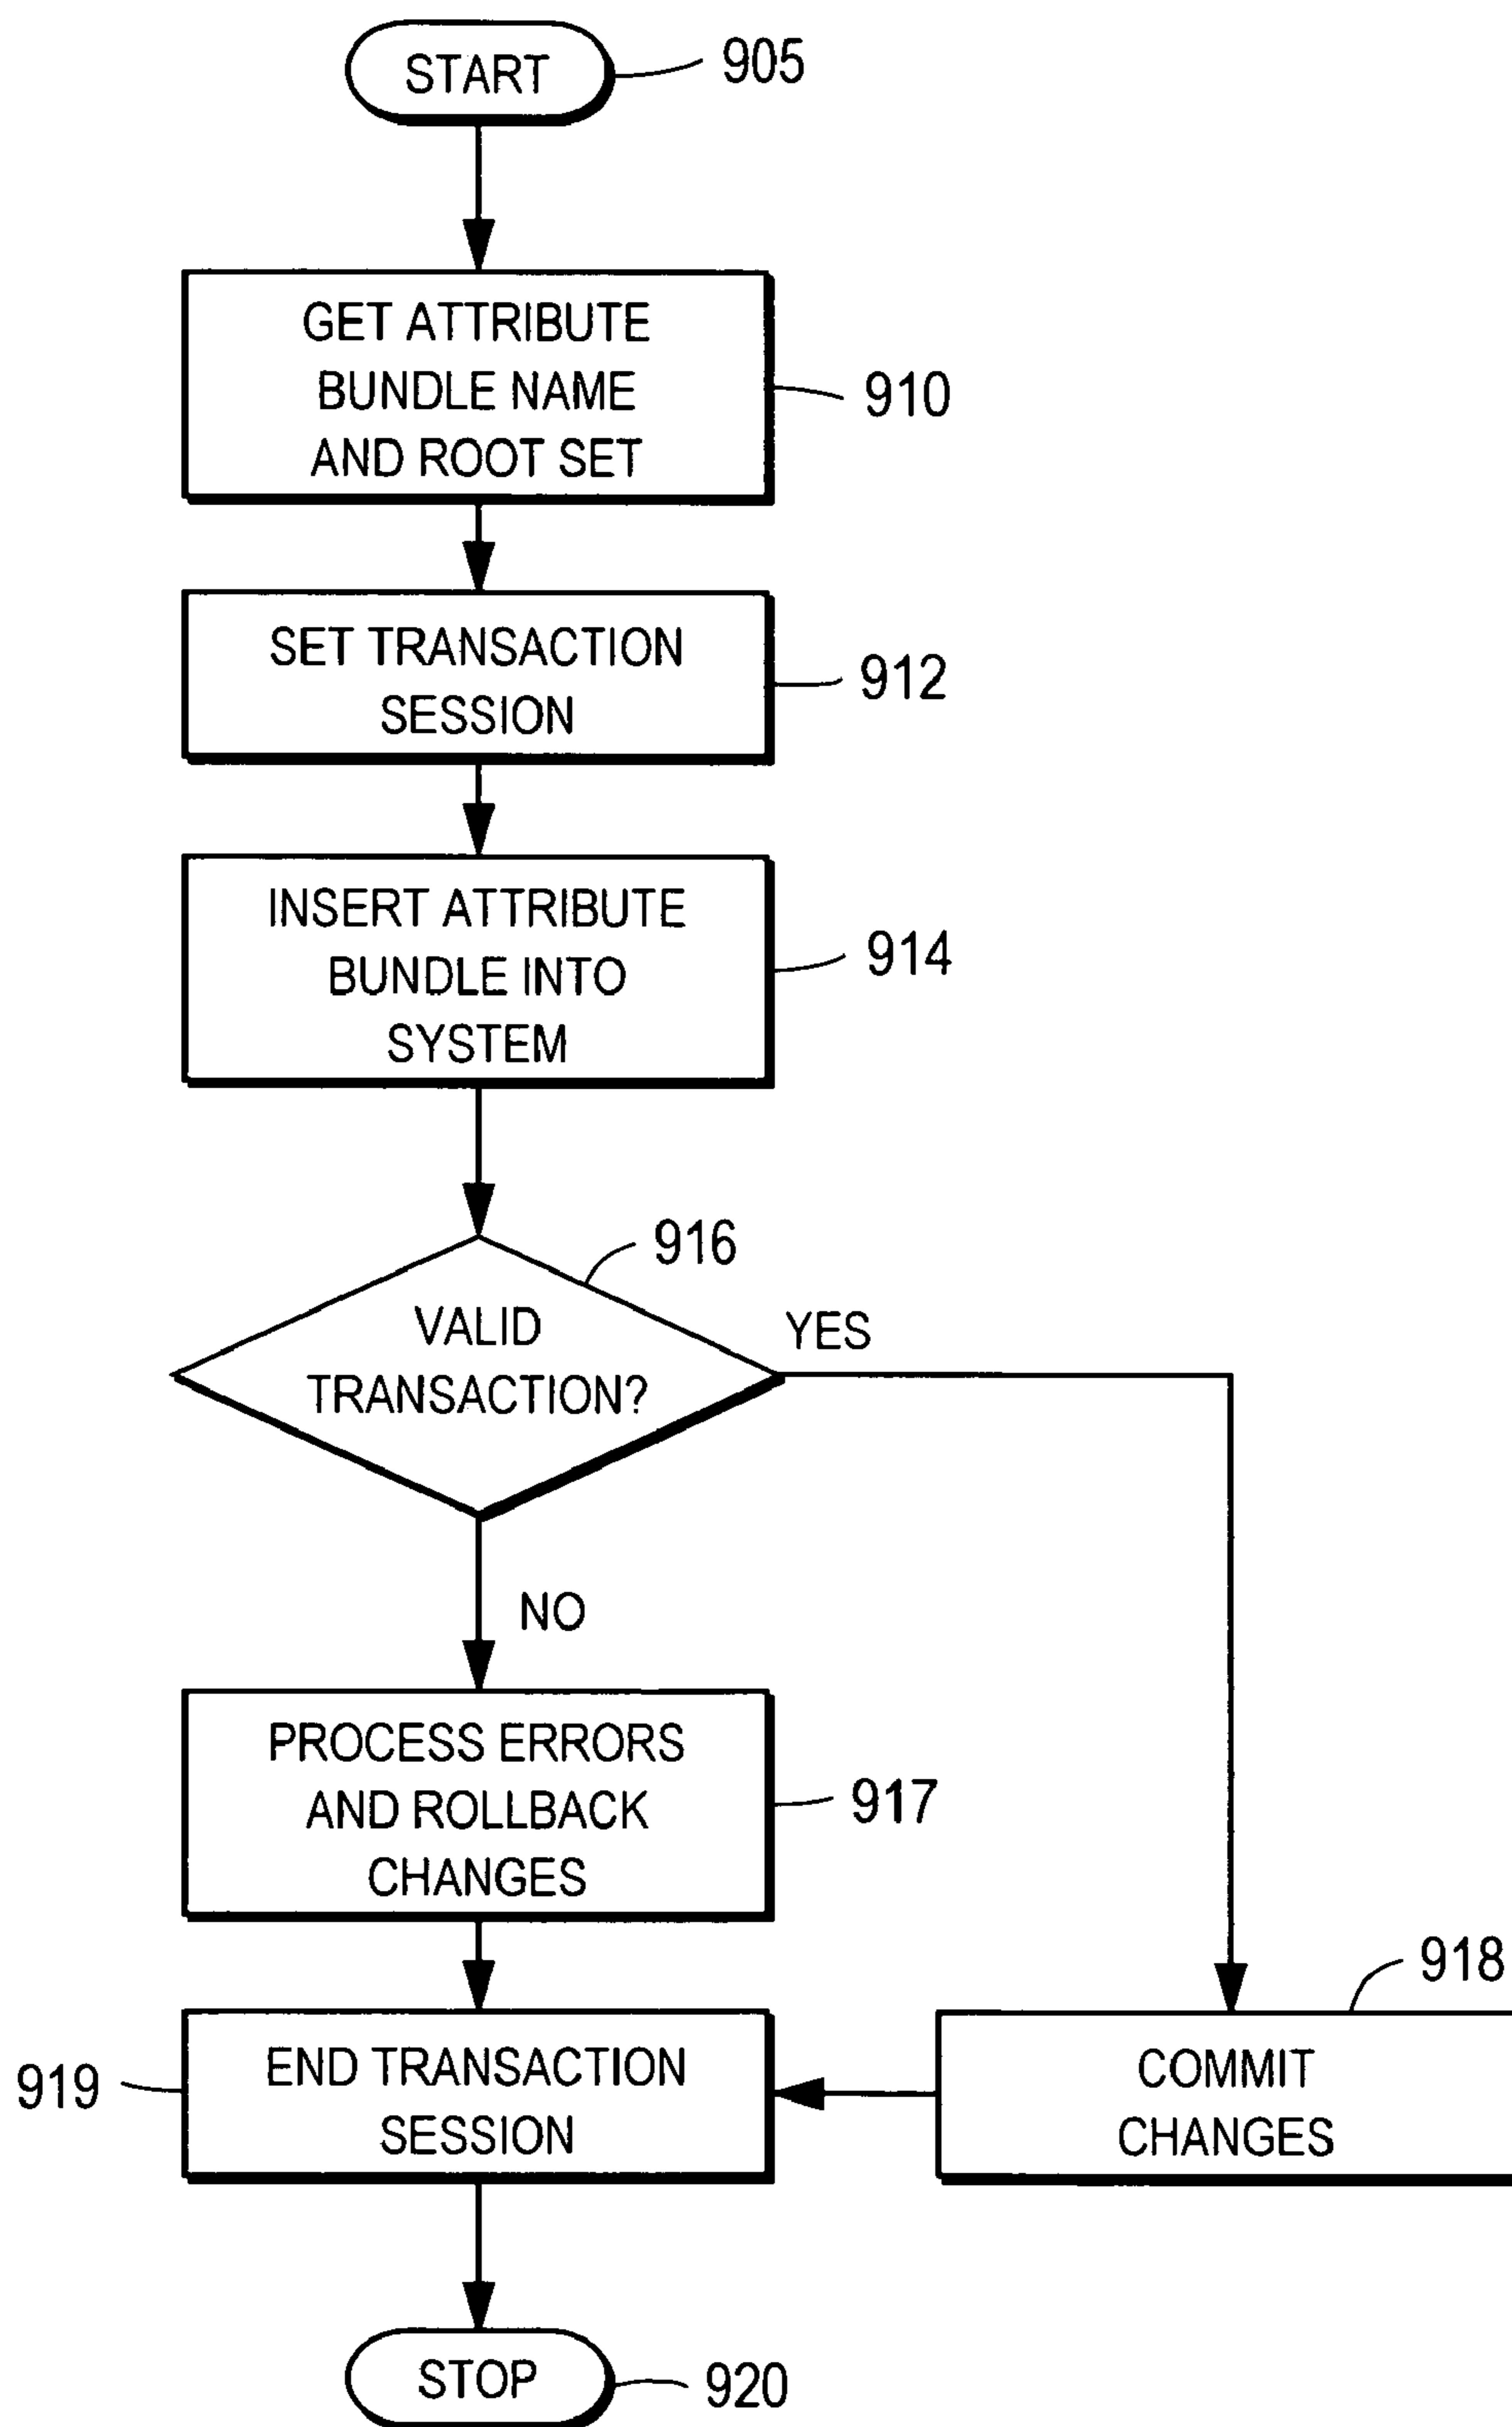 START
905
GET ATTRIBUTE
BUNDLE NAME
AND ROOT SET
910
SET TRANSACTION
SESSION
912
INSERT ATTRIBUTE
BUNDLE INTO
SYSTEM
914
916
VALID
TRANSACTION?
YES
NO
PROCESS ERRORS
AND ROLLBACK
CHANGES
917
918
919
END TRANSACTION
SESSION
COMMIT
CHANGES
STOP
920